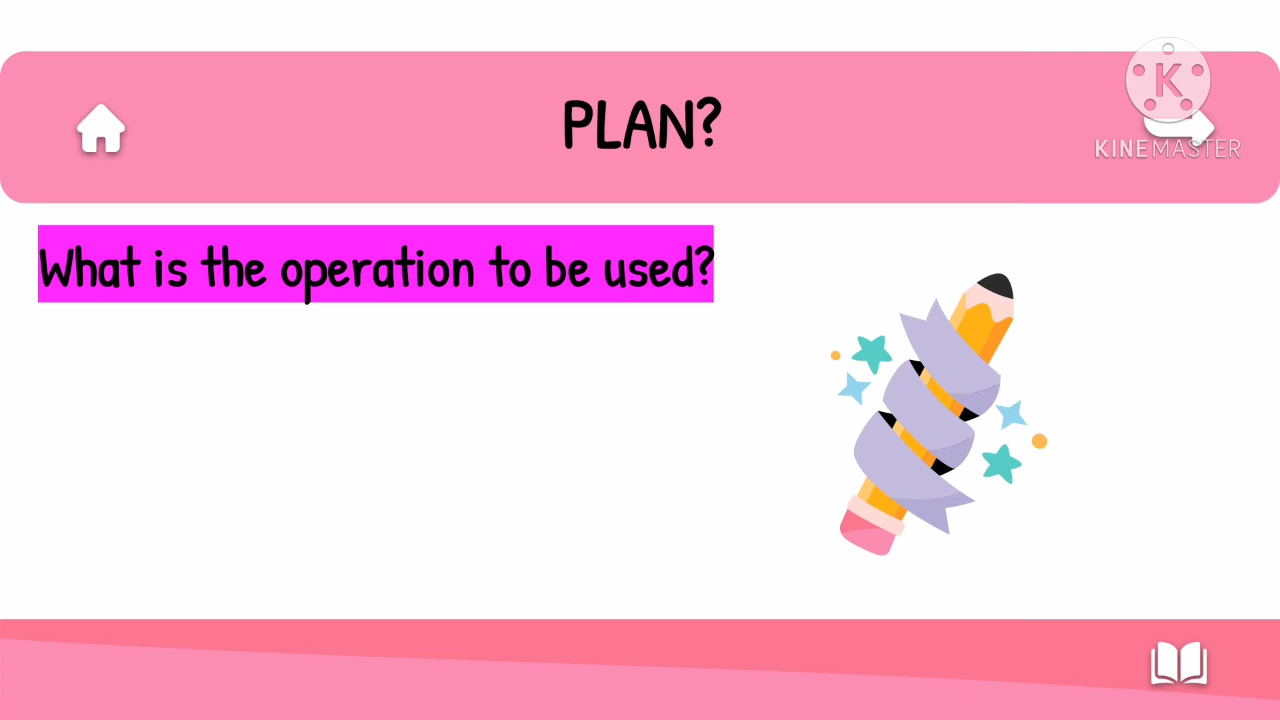 PLAN?
K
KINEMASTER
What is the operation to be used?